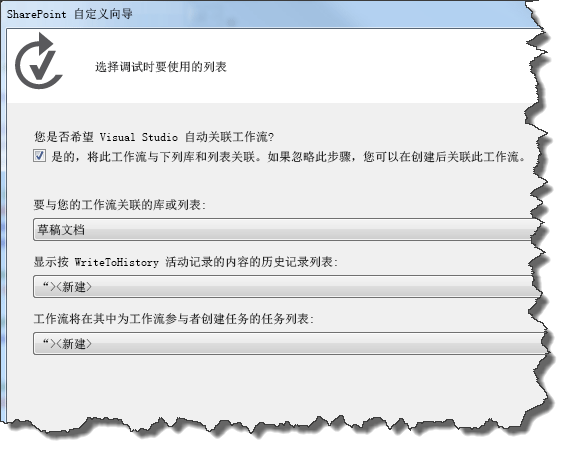 SharePoint 自定义向导
选择调试时要使用的列表
您是否希望 Visual Studio 自动关联工作流?
是的，将此工作流与下列库和列表关联。如果忽略此步骤，您可以在创建后关联此工作流。
要与您的工作流关联的库或列表:
草稿文档
显示按 WriteToHistory 活动记录的内容的历史记录列表:
“><新建>
工作流将在其中为工作流参与者创建任务的任务列表:
“><新建>